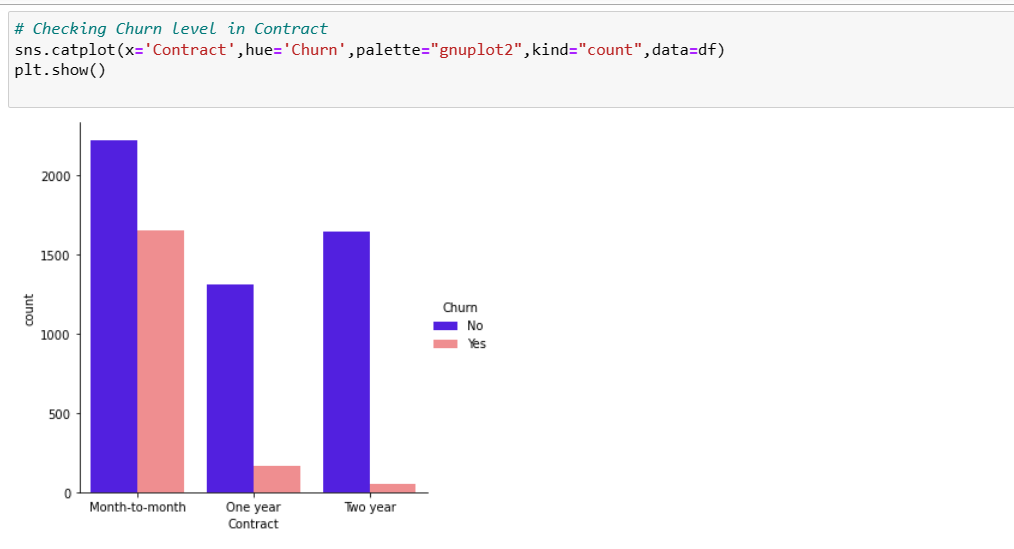 # Checking Churn Level in Contract
sns.catplot(x='Contract',hue='Churn',palette="gnuplot2",kind="count",data=df)
plt.show()
2000
1500
1000
500
0
count
Month-to-month
One year
Two year
Contract
Churn
No
Yes